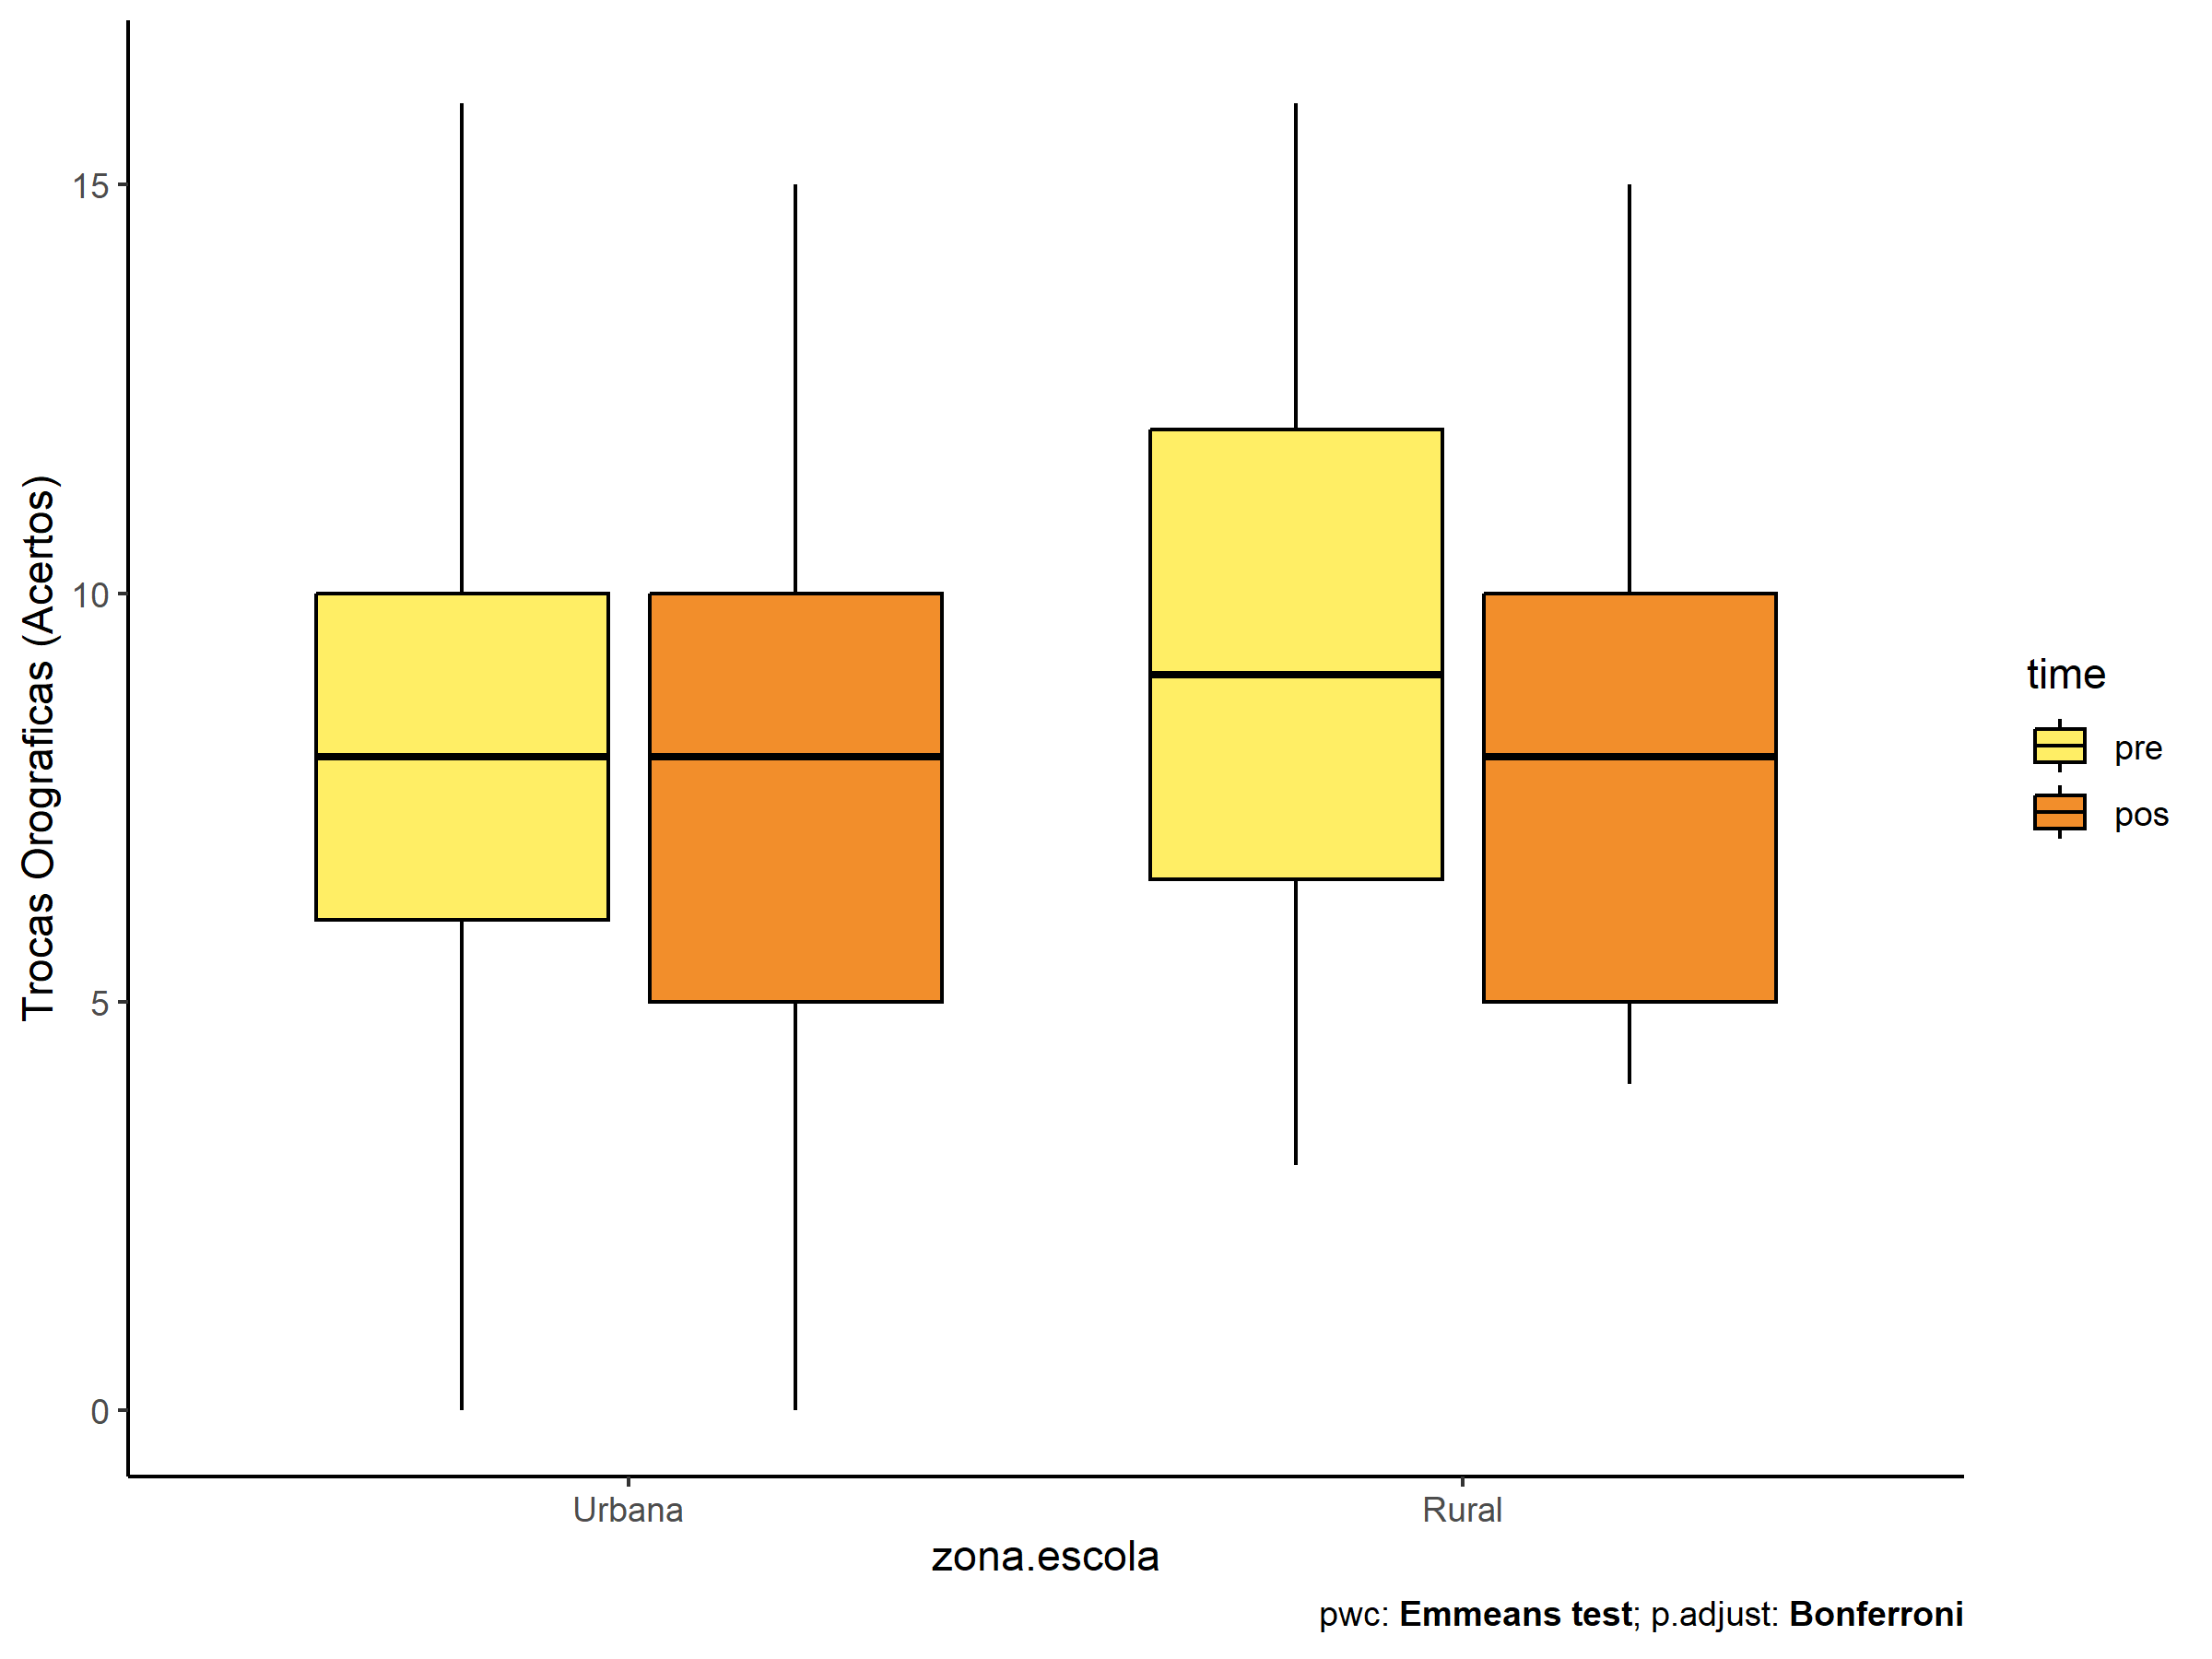 Trocas Orograficas (Acertos)
15
10
5
0
Urbana
Rural
zona.escola
time
pre
pos
pwc: Emmeans test; p.adjust: Bonferroni